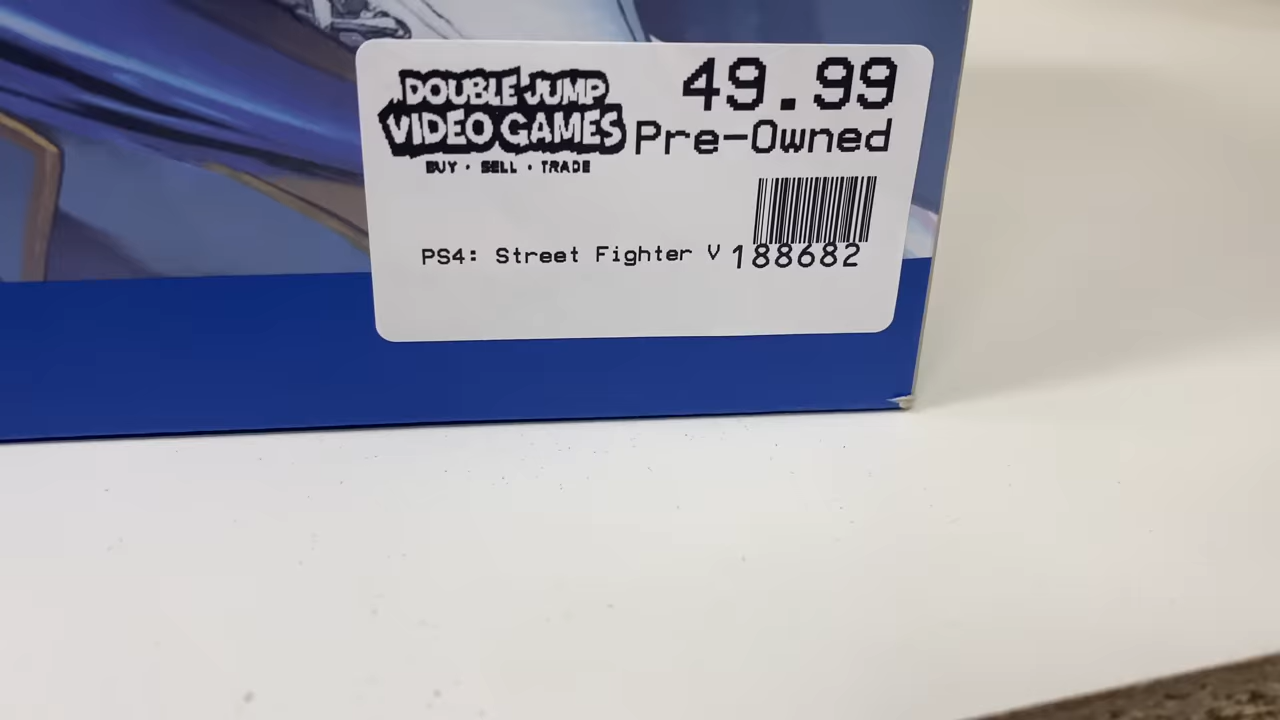 DOUBLE JUMP
VIDEO GAMES
BUY · SELL · TRADE
49.99
Pre-Owned
PS4: Street Fighter V
188682